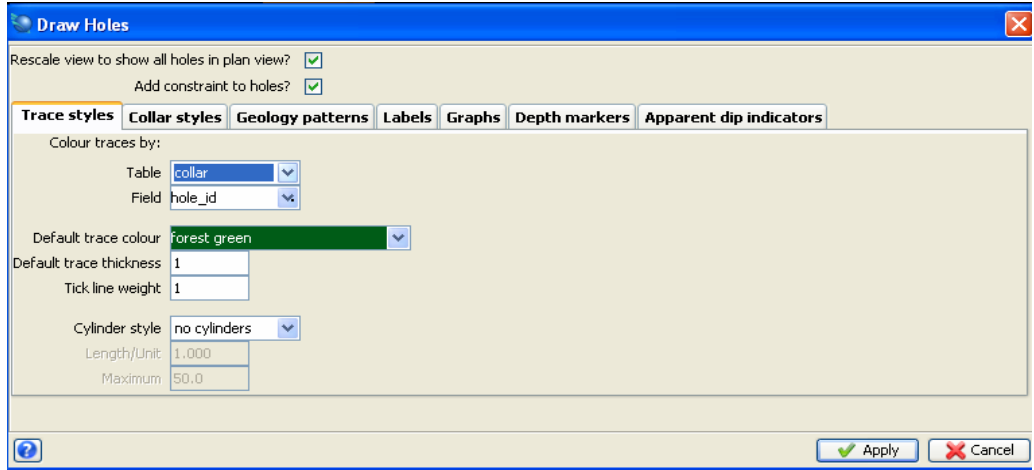 Draw Holes
Rescale view to show all holes in plan view?
Add constraint to holes?
Trace styles Collar styles Geology patterns Labels Graphs Depth markers Apparent dip indicators
Colour traces by:
Table collar
Field hole_id
Default trace colour forest green
Default trace thickness 1
Tick line weight 1
Cylinder style no cylinders
Length/Unit 1.000
Maximum 50.0
? Apply Cancel